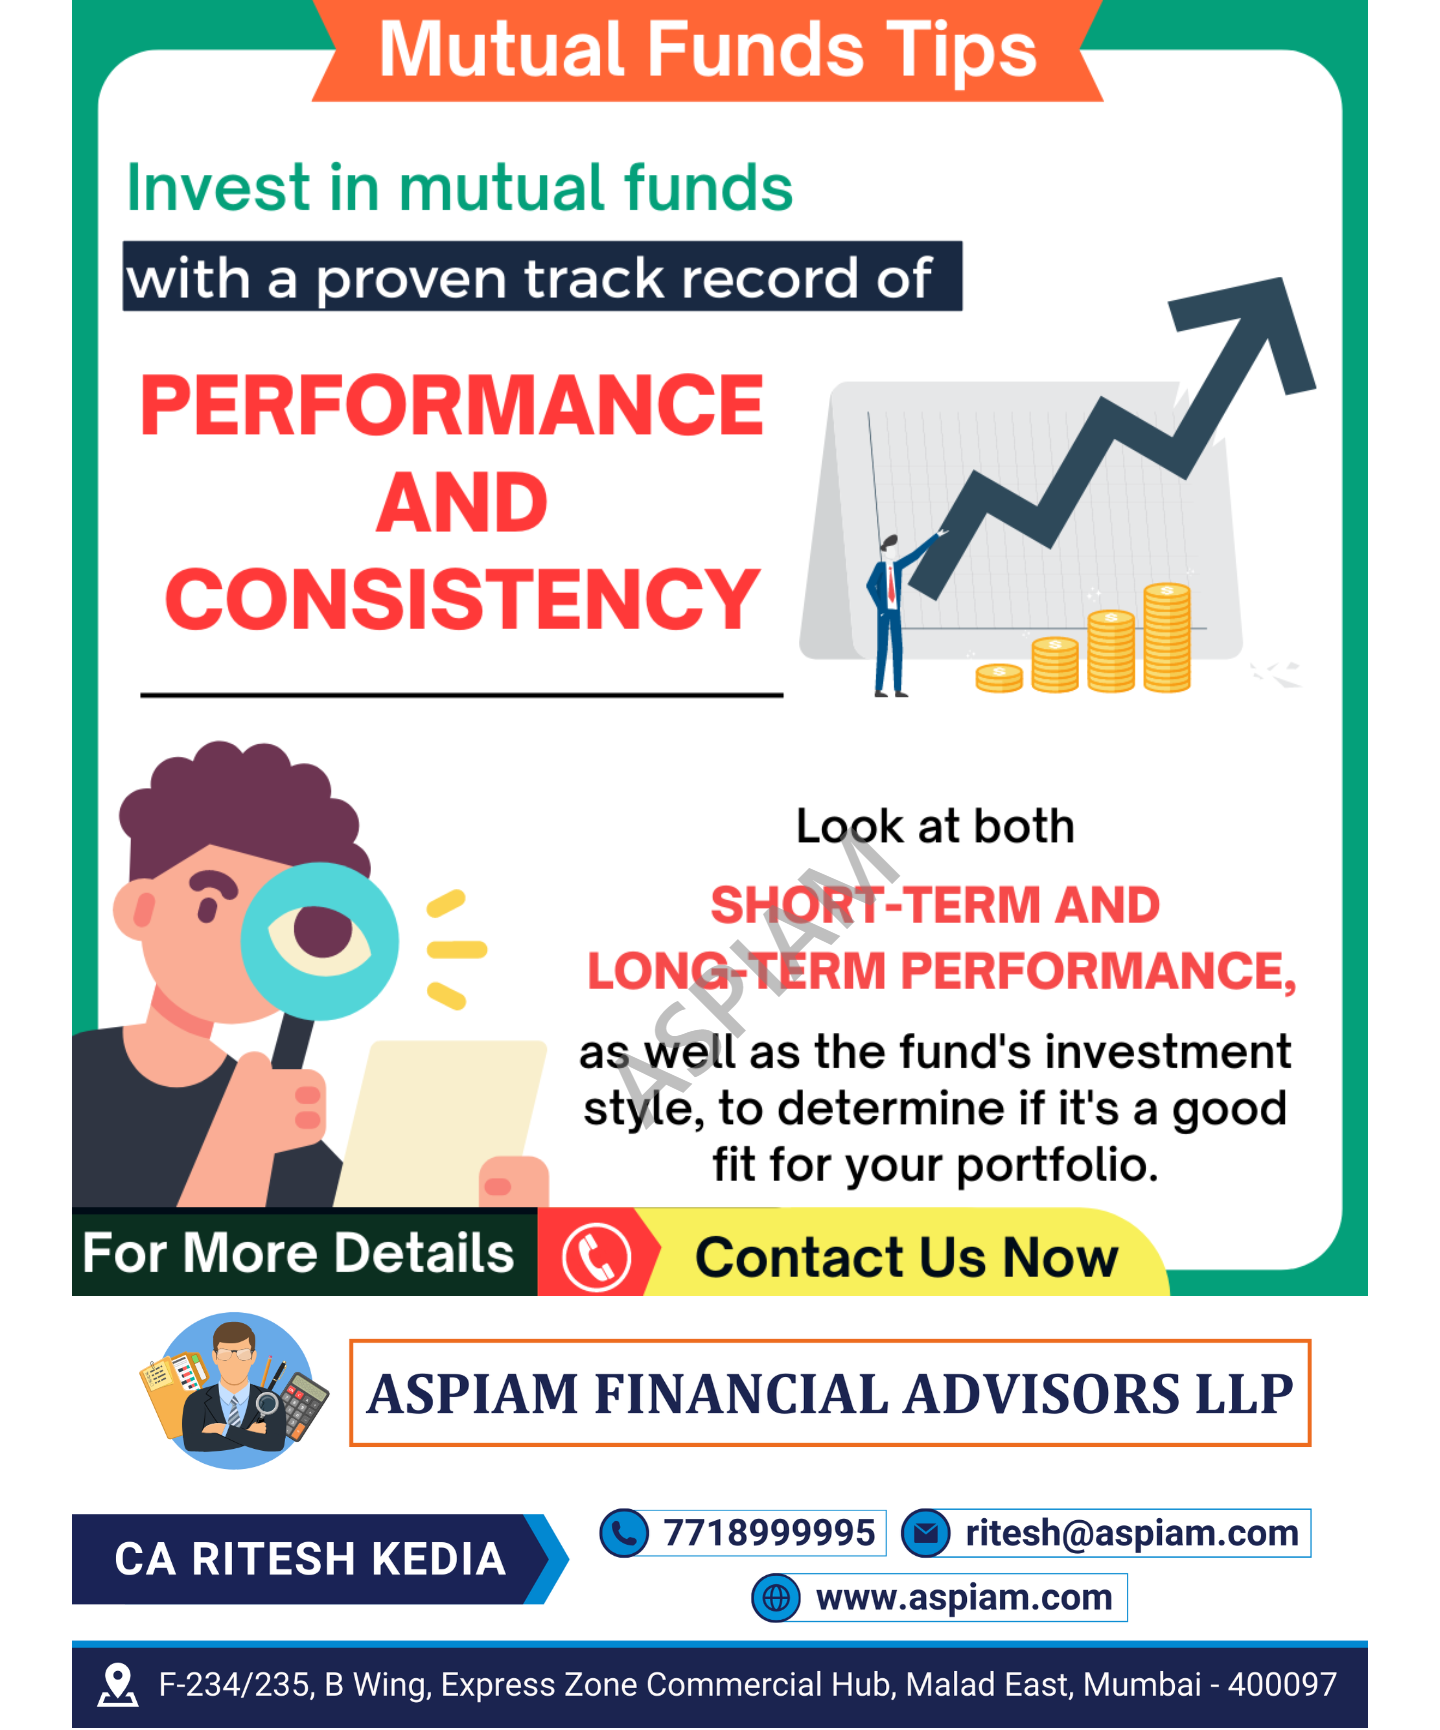 Mutual Funds Tips
Invest in mutual funds
with a proven track record of
PERFORMANCE
AND
CONSISTENCY
Look at both
SHORT-TERM AND
LONG-TERM PERFORMANCE,
as well as the fund's investment
style, to determine if it's a good
fit for your portfolio.
ASPIAM
For More Details
Contact Us Now
ASPIAM FINANCIAL ADVISORS LLP
CA RITESH KEDIA
7718999995
ritesh@aspiam.com
www.aspiam.com
F-234/235, B Wing, Express Zone Commercial Hub, Malad East, Mumbai - 400097